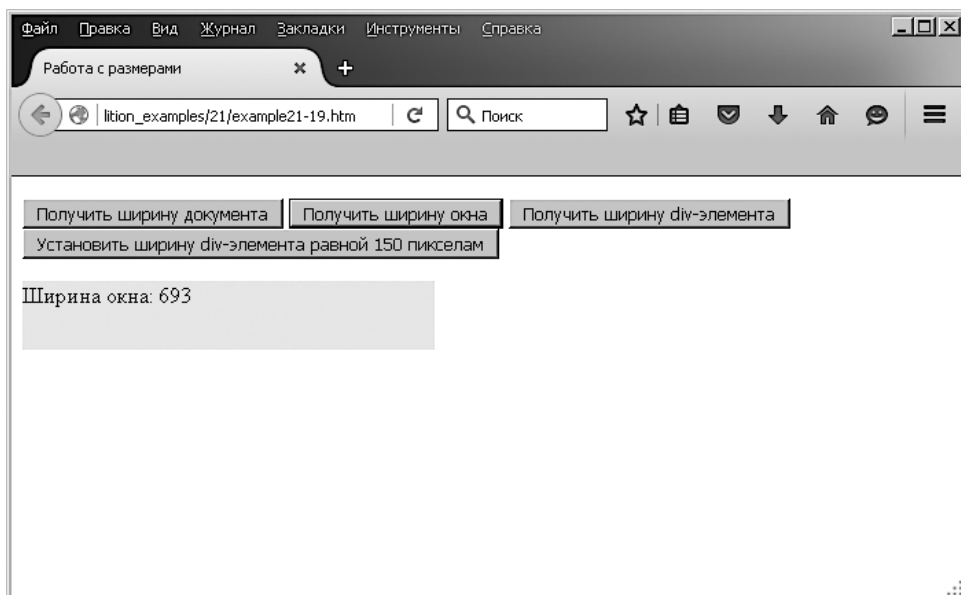 Файл Правка Вид Журнал Закладки Инструменты Справка
Работа с размерами
lition_examples/21/example21-19.htm
Поиск
Получить ширину документа Получить ширину окна Получить ширину div-элемента
Установить ширину div-элемента равной 150 пикселам
Ширина окна: 693